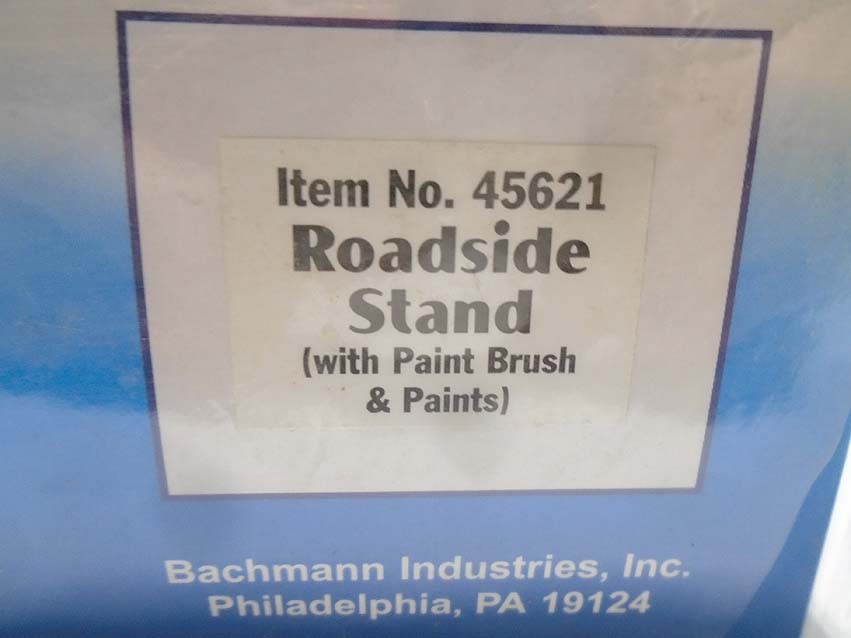 Item No. 45621
Roadside
Stand
(with Paint Brush
& Paints)
Bachmann Industries, Inc.
Philadelphia, PA 19124